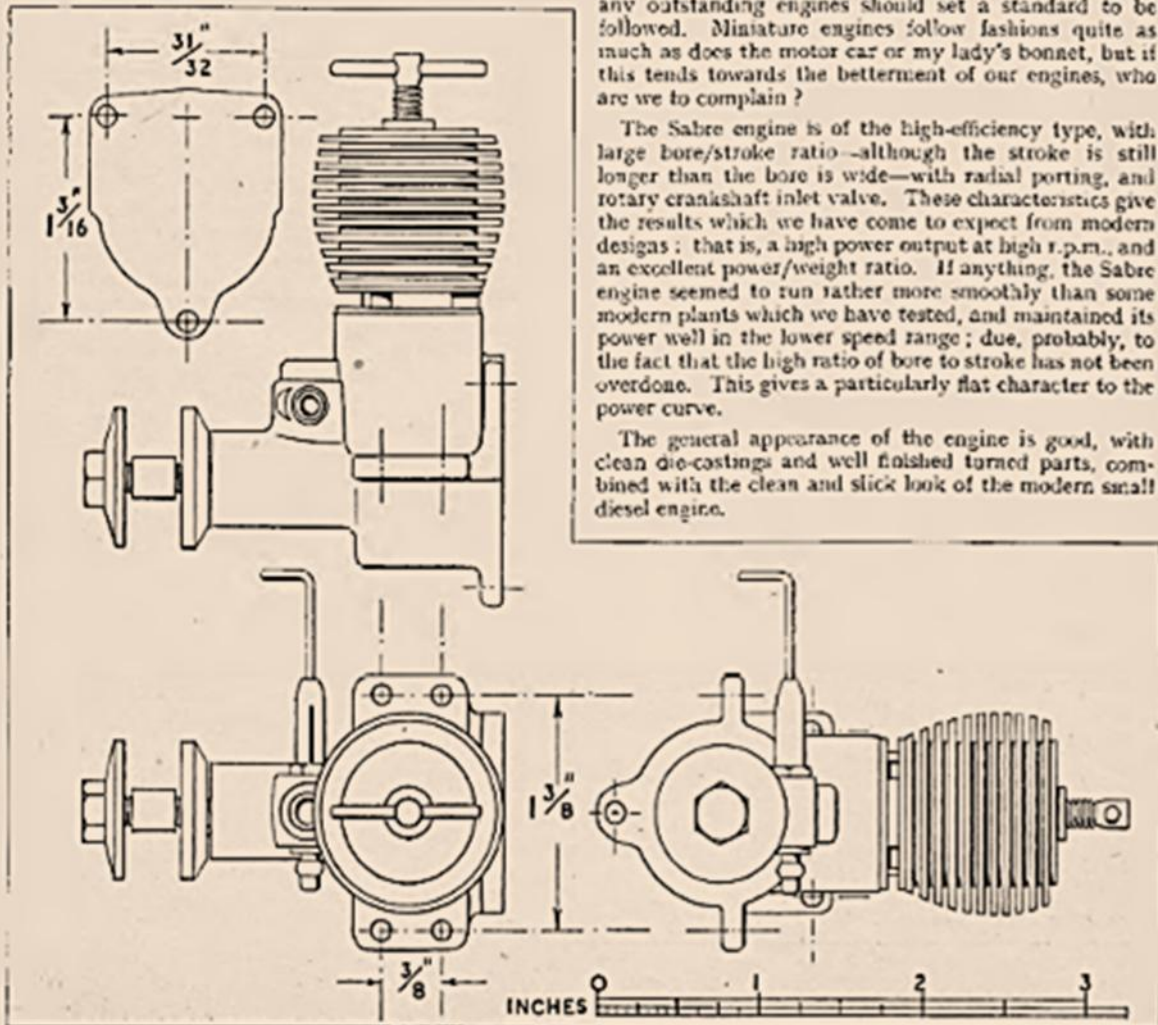 any outstanding engines should set a standard to be
followed. Miniature engines follow fashions quite as
much as does the motor car or my lady's bonnet, but if
this tends towards the betterment of our engines, who
are we to complain ?
The Sabre engine is of the high-efficiency type, with
large bore/stroke ratio—although the stroke is still
longer than the bore is wide—with radial porting, and
rotary crankshaft inlet valve. These characteristics give
the results which we have come to expect from modern
designs ; that is, a high power output at high r.p.m., and
an excellent power/weight ratio. If anything, the Sabre
engine seemed to run rather more smoothly than some
modern plants which we have tested, and maintained its
power well in the lower speed range ; due, probably, to
the fact that the high ratio of bore to stroke has not been
overdone. This gives a particularly flat character to the
power curve.
The general appearance of the engine is good, with
clean die-castings and well finished turned parts, com-
bined with the clean and slick look of the modern small
diesel engine.
31/32"
1 3/16"
1 3/8"
3/8"
INCHES 0 1 2 3